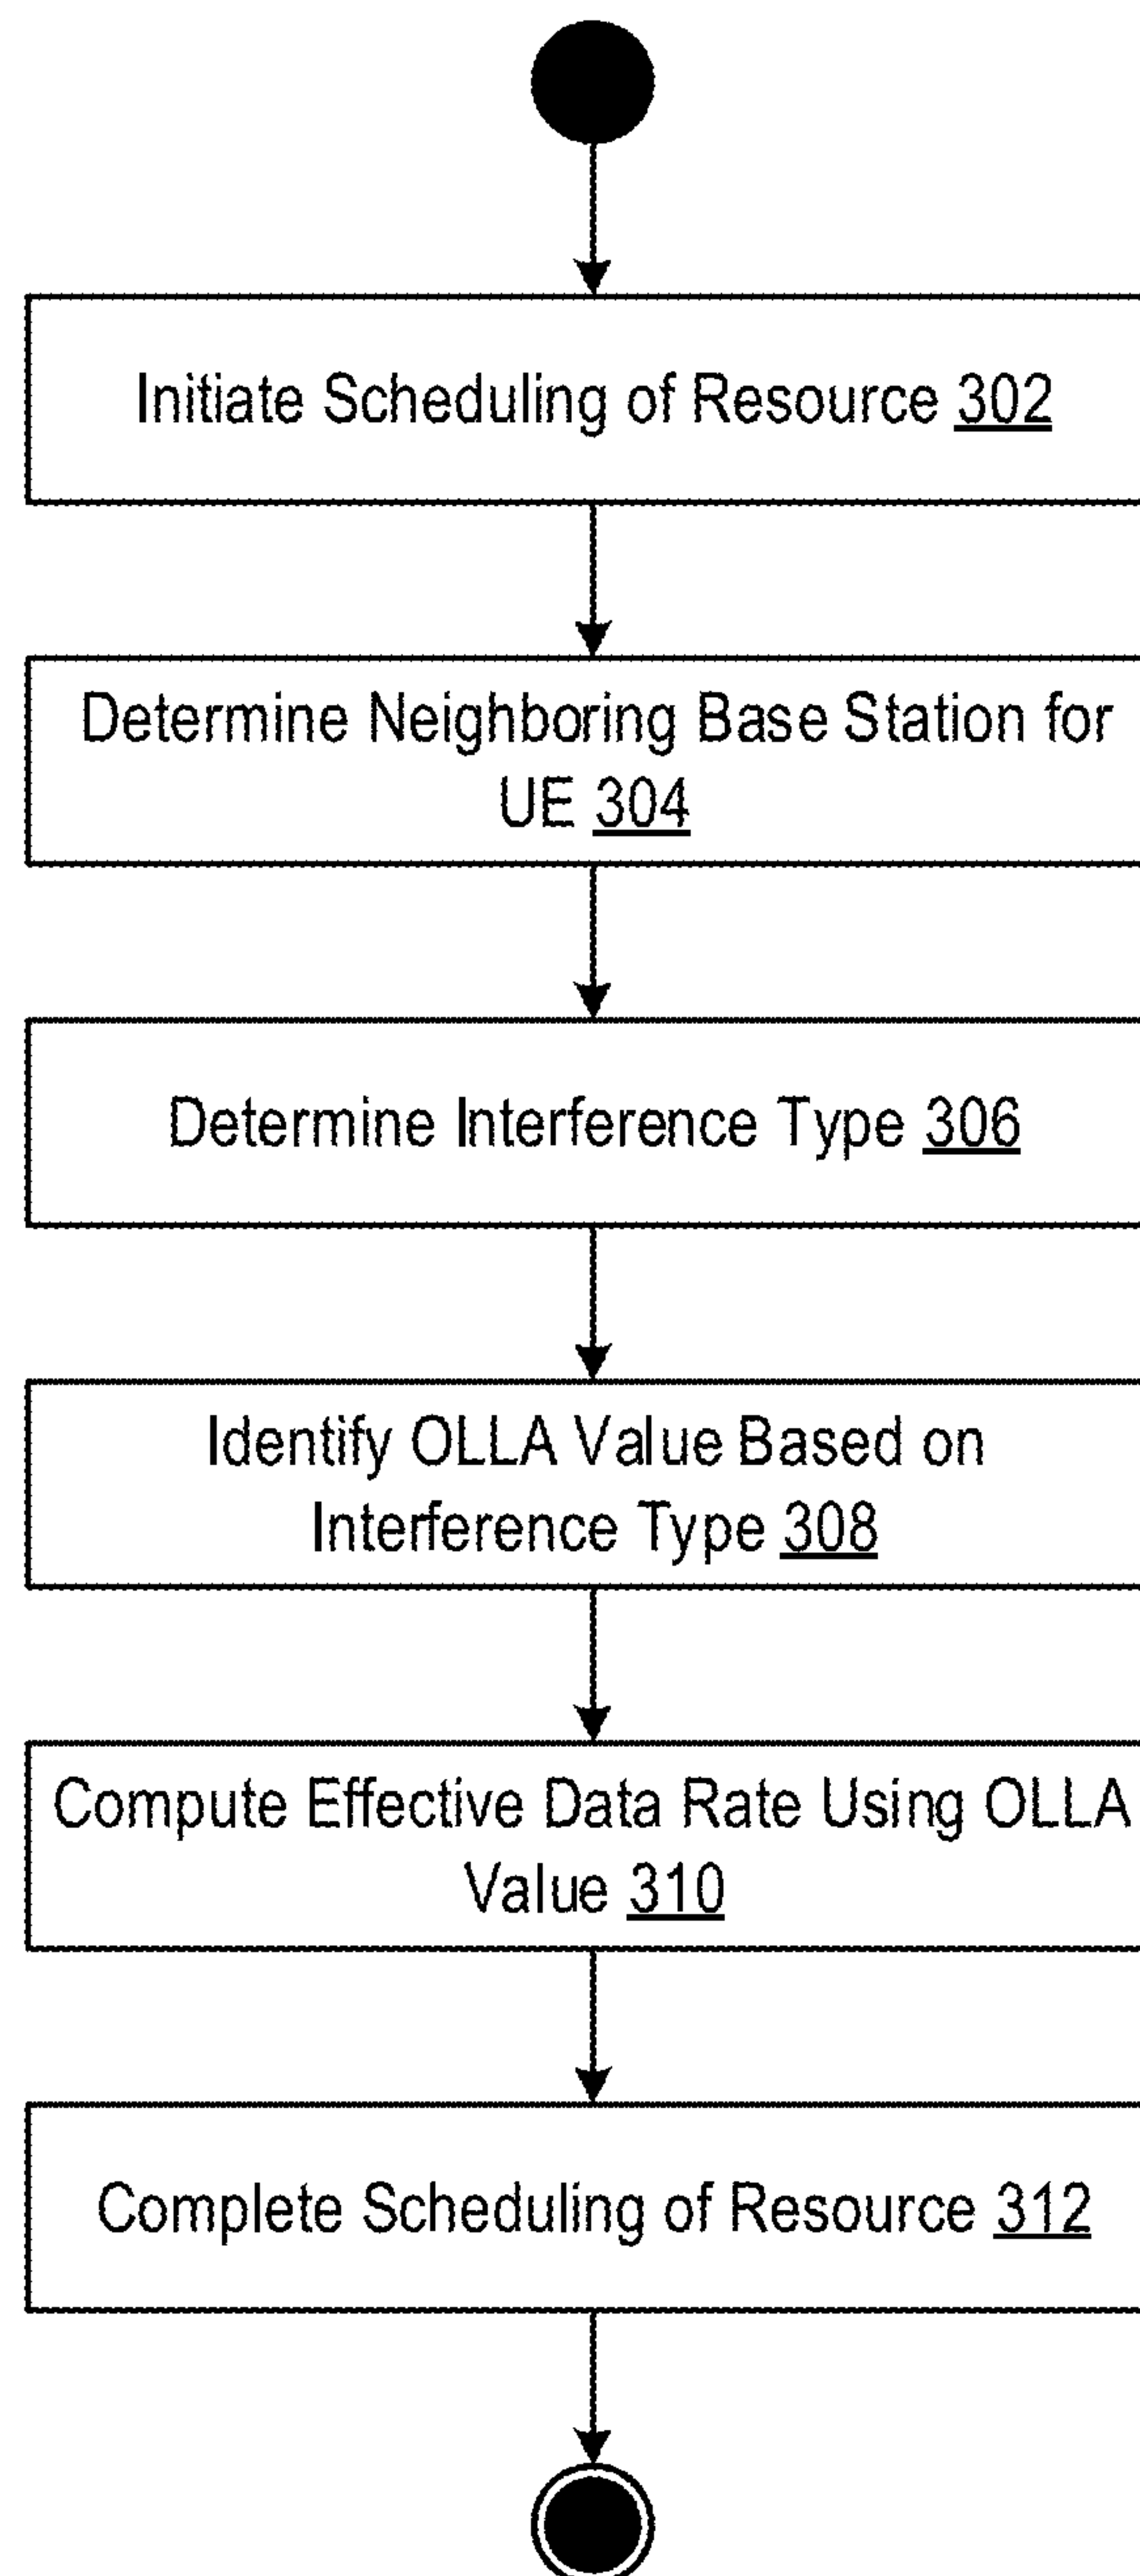 Initiate Scheduling of Resource 302
Determine Neighboring Base Station for
UE 304
Determine Interference Type 306
Identify OLLA Value Based on
Interference Type 308
Compute Effective Data Rate Using OLLA
Value 310
Complete Scheduling of Resource 312